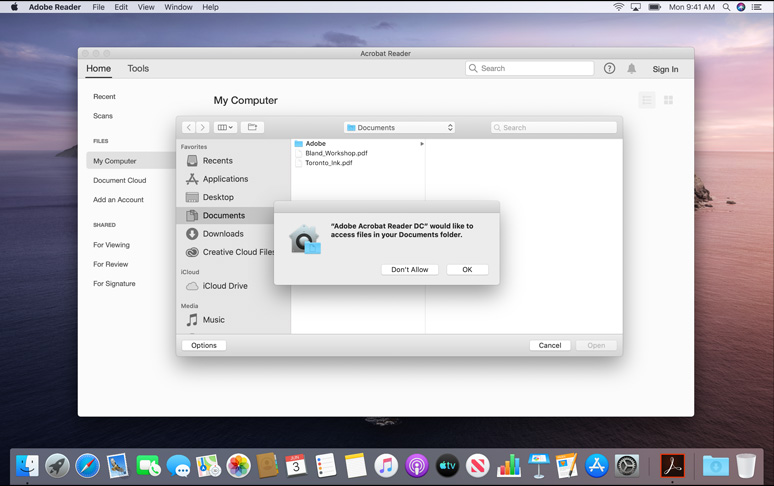 Adobe Reader File Edit View Window Help Mon 9:41 AM
Acrobat Reader
Home Tools Search ? Sign In
Recent
Scans
FILES
My Computer
Document Cloud
Add an Account
SHARED
For Viewing
For Review
For Signature
My Computer
Documents Search
Favorites
Recents
Applications
Desktop
Documents
Downloads
Creative Cloud Files
iCloud
iCloud Drive
Media
Music
Adobe
Bland_Workshop.pdf
Toronto_Ink.pdf
“Adobe Acrobat Reader DC” would like to
access files in your Documents folder.
Don't Allow OK
Options Cancel Open
JUN
3
tv